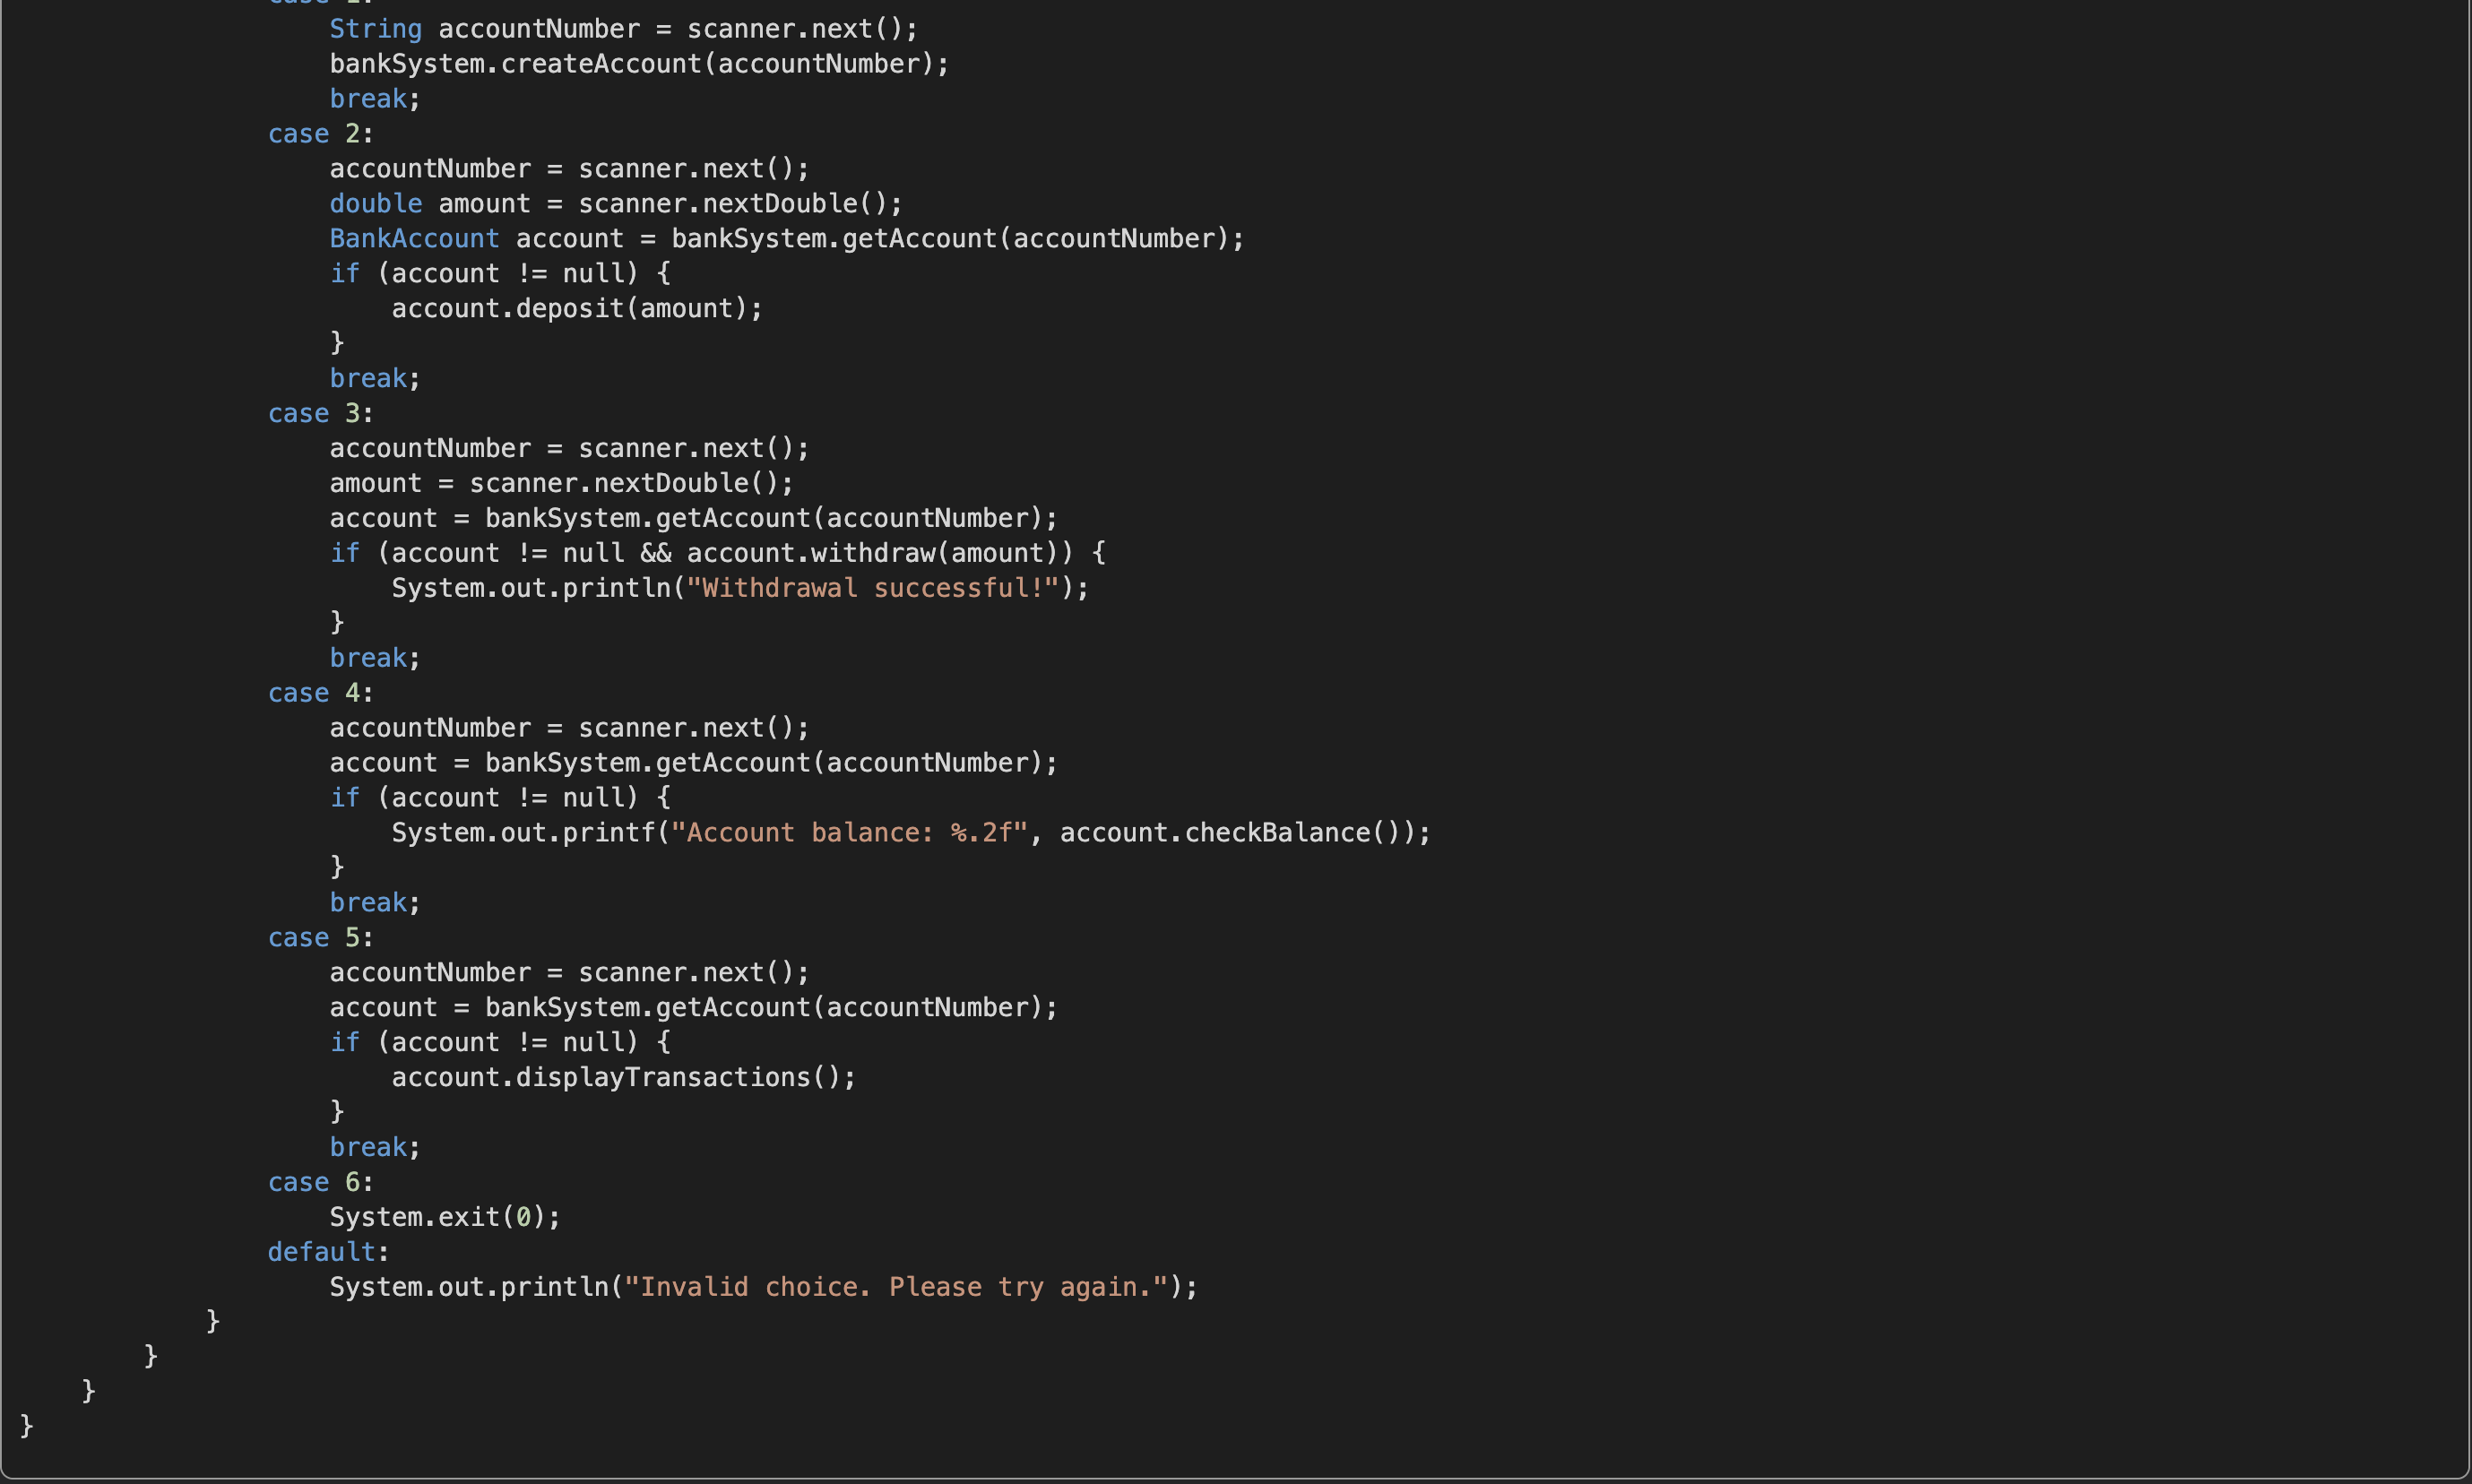 case 1:
String accountNumber = scanner.next();
bankSystem.createAccount(accountNumber);
break;
case 2:
accountNumber = scanner.next();
double amount = scanner.nextDouble();
BankAccount account = bankSystem.getAccount(accountNumber);
if (account != null) {
account.deposit(amount);
}
break;
case 3:
accountNumber = scanner.next();
amount = scanner.nextDouble();
account = bankSystem.getAccount(accountNumber);
if (account != null && account.withdraw(amount)) {
System.out.println("Withdrawal successful!");
}
break;
case 4:
accountNumber = scanner.next();
account = bankSystem.getAccount(accountNumber);
if (account != null) {
System.out.printf("Account balance: %.2f", account.checkBalance());
}
break;
case 5:
accountNumber = scanner.next();
account = bankSystem.getAccount(accountNumber);
if (account != null) {
account.displayTransactions();
}
break;
case 6:
System.exit(0);
default:
System.out.println("Invalid choice. Please try again.");
}
}
}
}